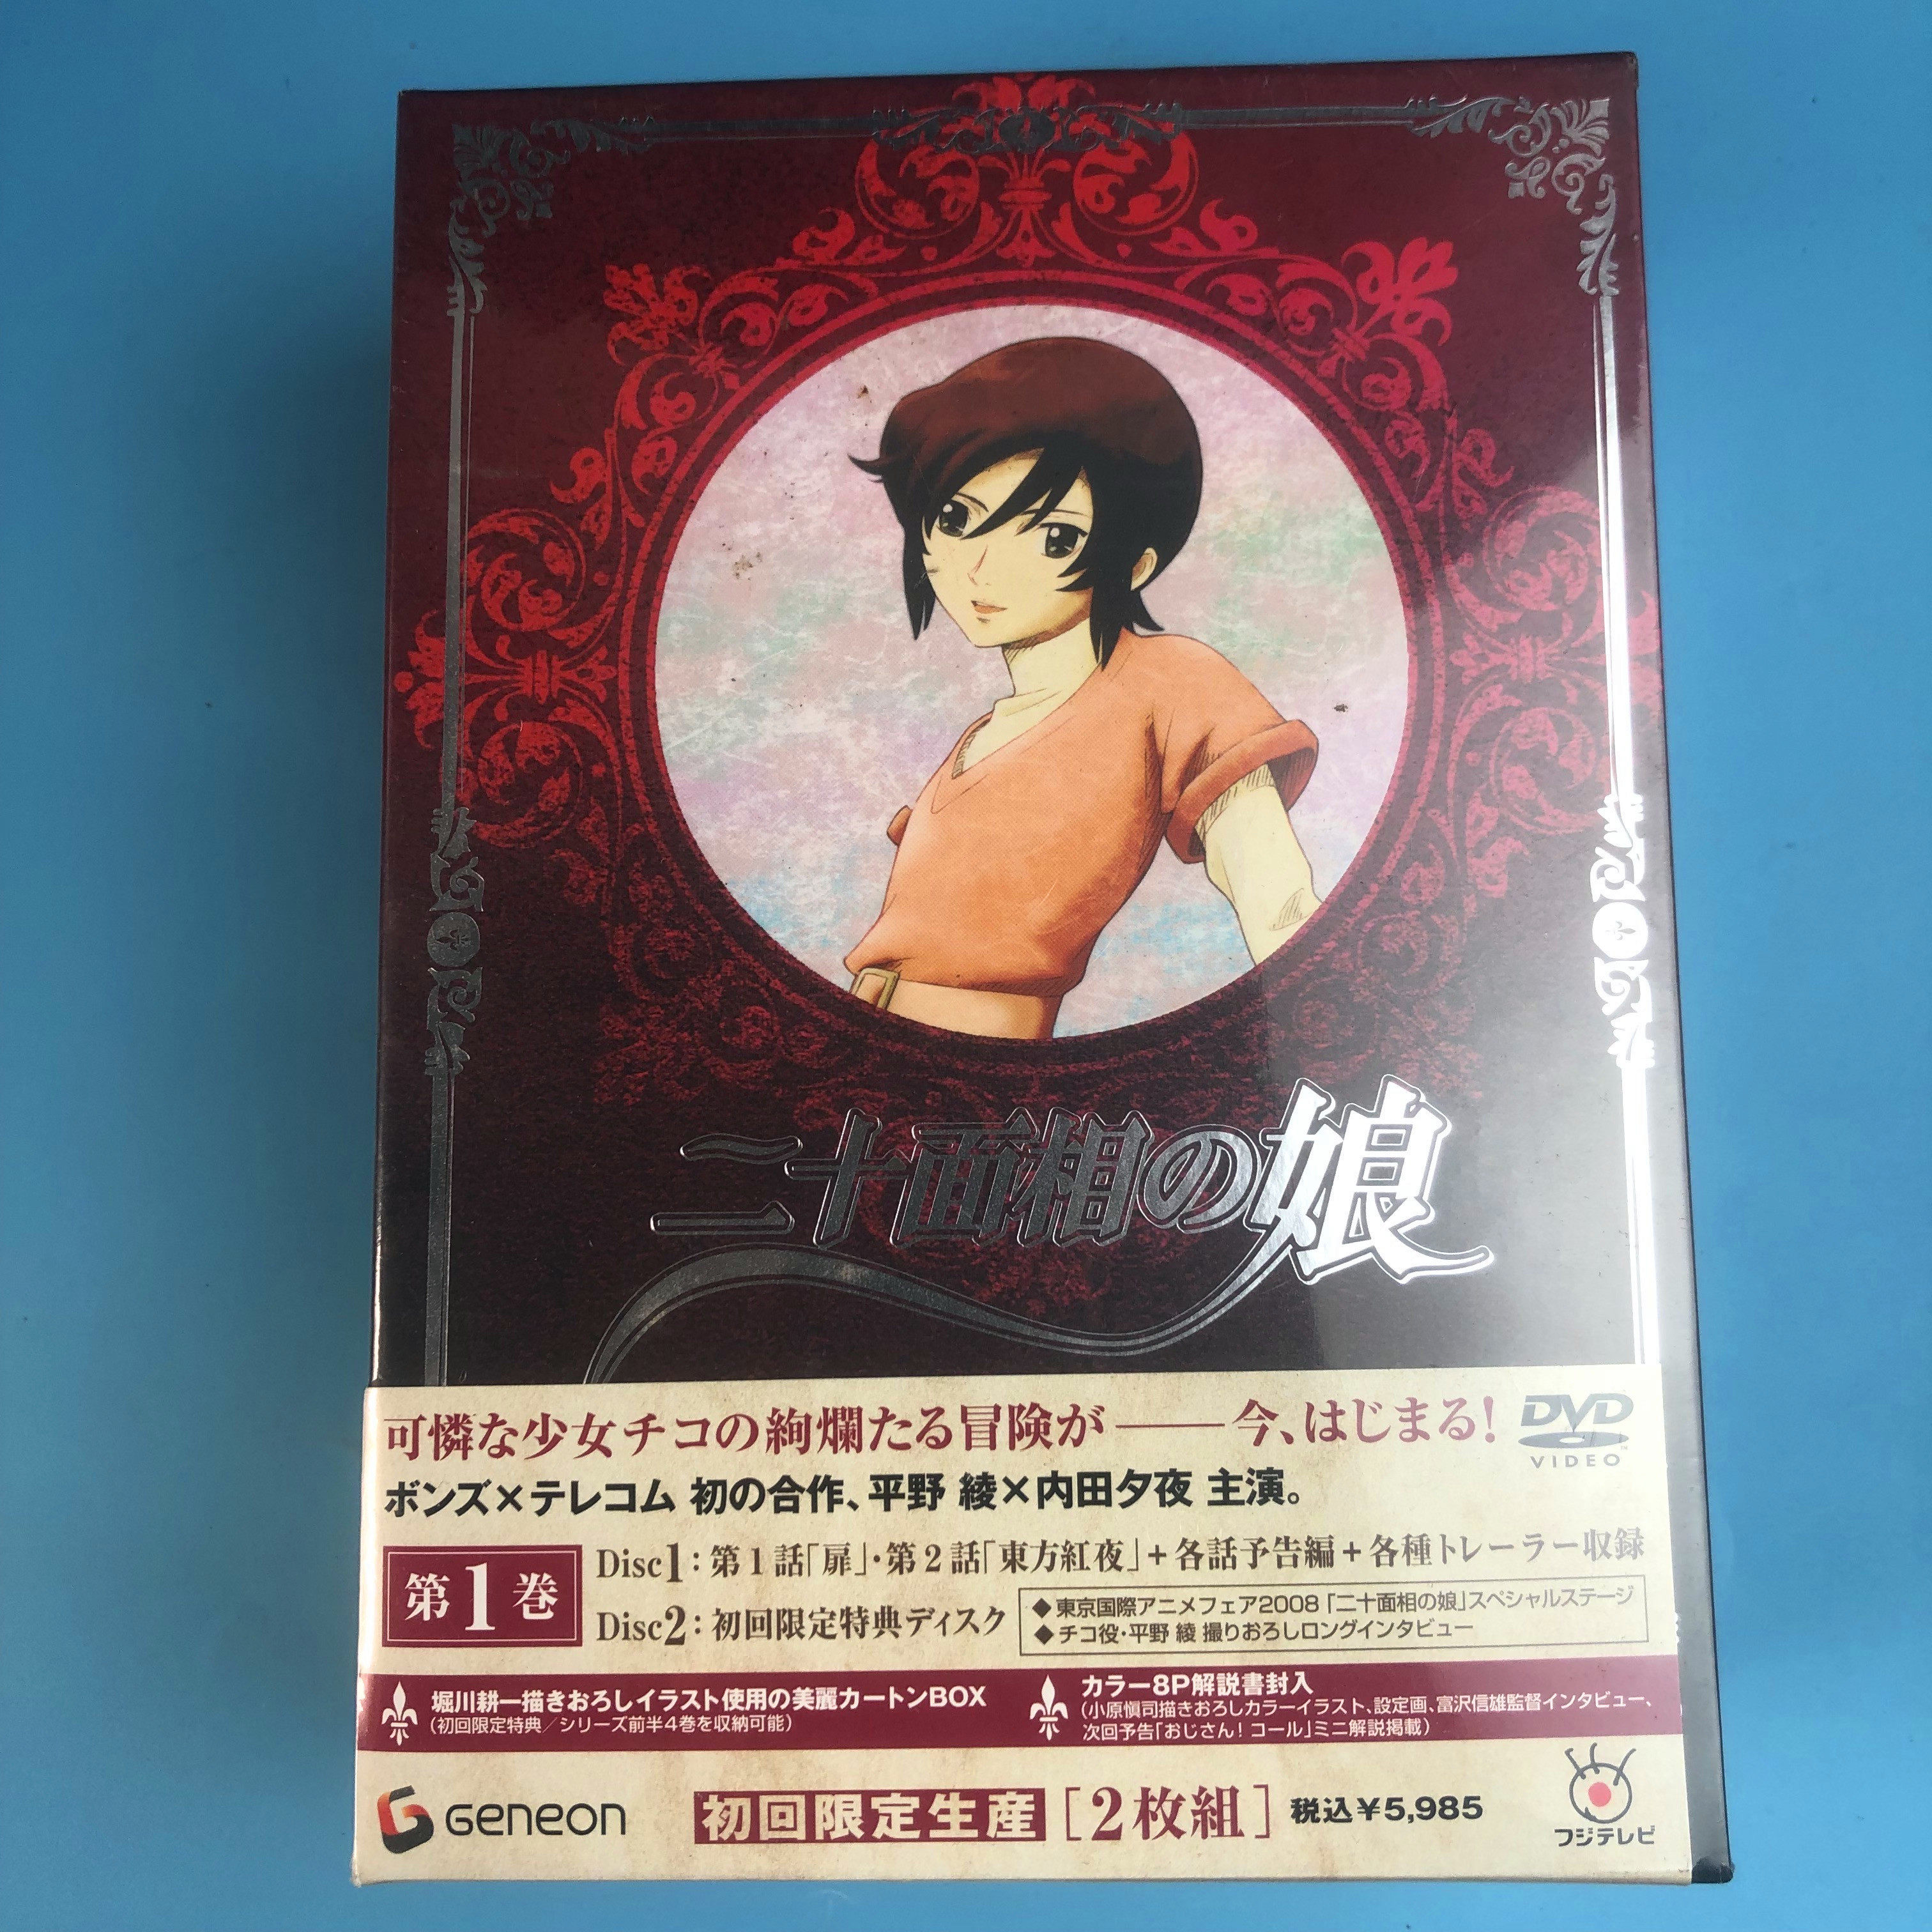 二十面相の娘
可憐な少女チコの絢爛たる冒険が――今、はじまる!
DVD
VIDEO
ボンズ×テレコム 初の合作、平野 綾×内田夕夜 主演。
第1巻
Disc1:第1話「扉」・第2話「東方紅夜」+各話予告編+各種トレーラー収録
Disc2:初回限定特典ディスク
◆東京国際アニメフェア2008「二十面相の娘」スペシャルステージ
◆チコ役・平野 綾 撮りおろしロングインタビュー
堀川耕一描きおろしイラスト使用の美麗カートンBOX
(初回限定特典/シリーズ前半4巻を収納可能)
カラー8P解説書封入
(小原愼司描きおろしカラーイラスト、設定画、富沢信雄監督インタビュー、
次回予告「おじさん!コール」ミニ解説掲載)
Geneon
初回限定生産[2枚組]税込¥5,985
フジテレビ